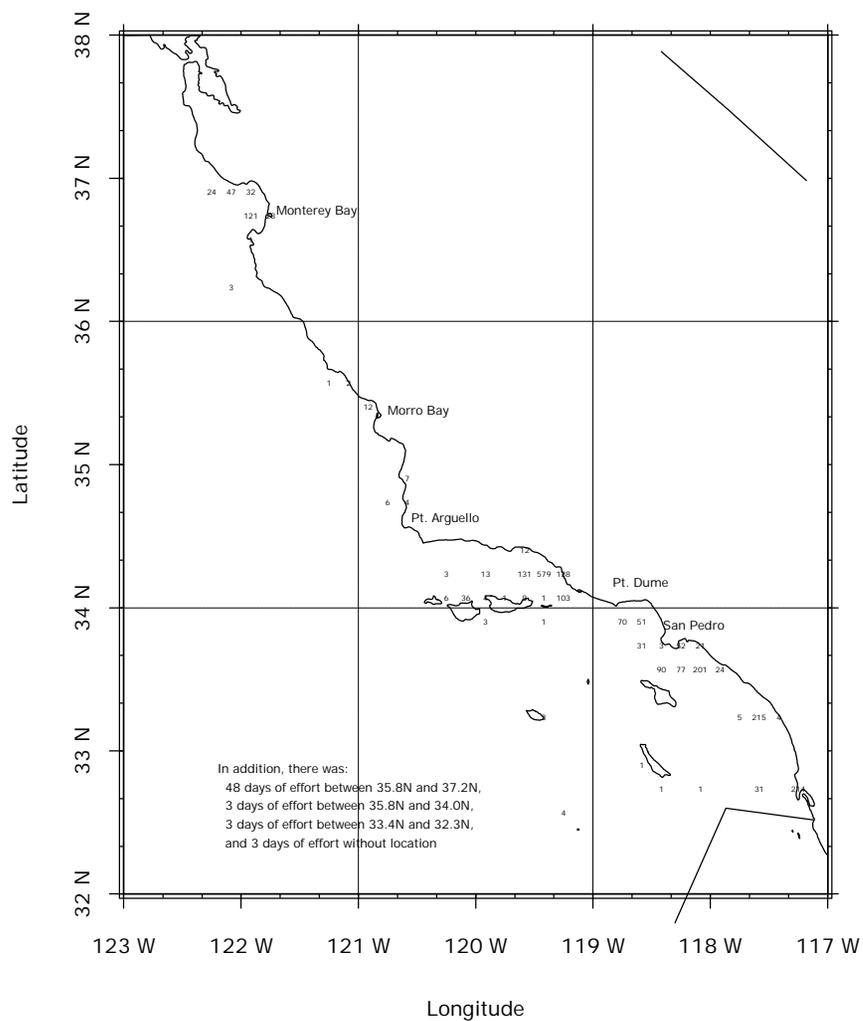 38 N
37 N
24 47 32
121
Monterey Bay
3
36 N
1 2
12
Morro Bay
35 N
7
6 4
Pt. Arguello
12
3 13 131 579 128
Pt. Dume
6 36 1 103
34 N
3 1 70 51
San Pedro
31
90 77 201 24
5 215 4
33 N
1
In addition, there was:
48 days of effort between 35.8N and 37.2N,
1 1 31
3 days of effort between 35.8N and 34.0N,
4
3 days of effort between 33.4N and 32.3N,
and 3 days of effort without location
32 N
Latitude
123 W 122 W 121 W 120 W 119 W 118 W 117 W
Longitude